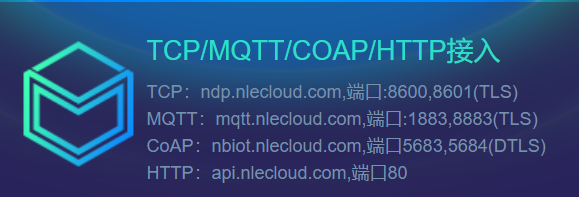 TCP/MQTT/COAP/HTTP接入
TCP：ndp.nlecloud.com,端口:8600,8601(TLS)
MQTT：mqtt.nlecloud.com,端口:1883,8883(TLS)
CoAP：nbiot.nlecloud.com,端口5683,5684(DTLS)
HTTP：api.nlecloud.com,端口80